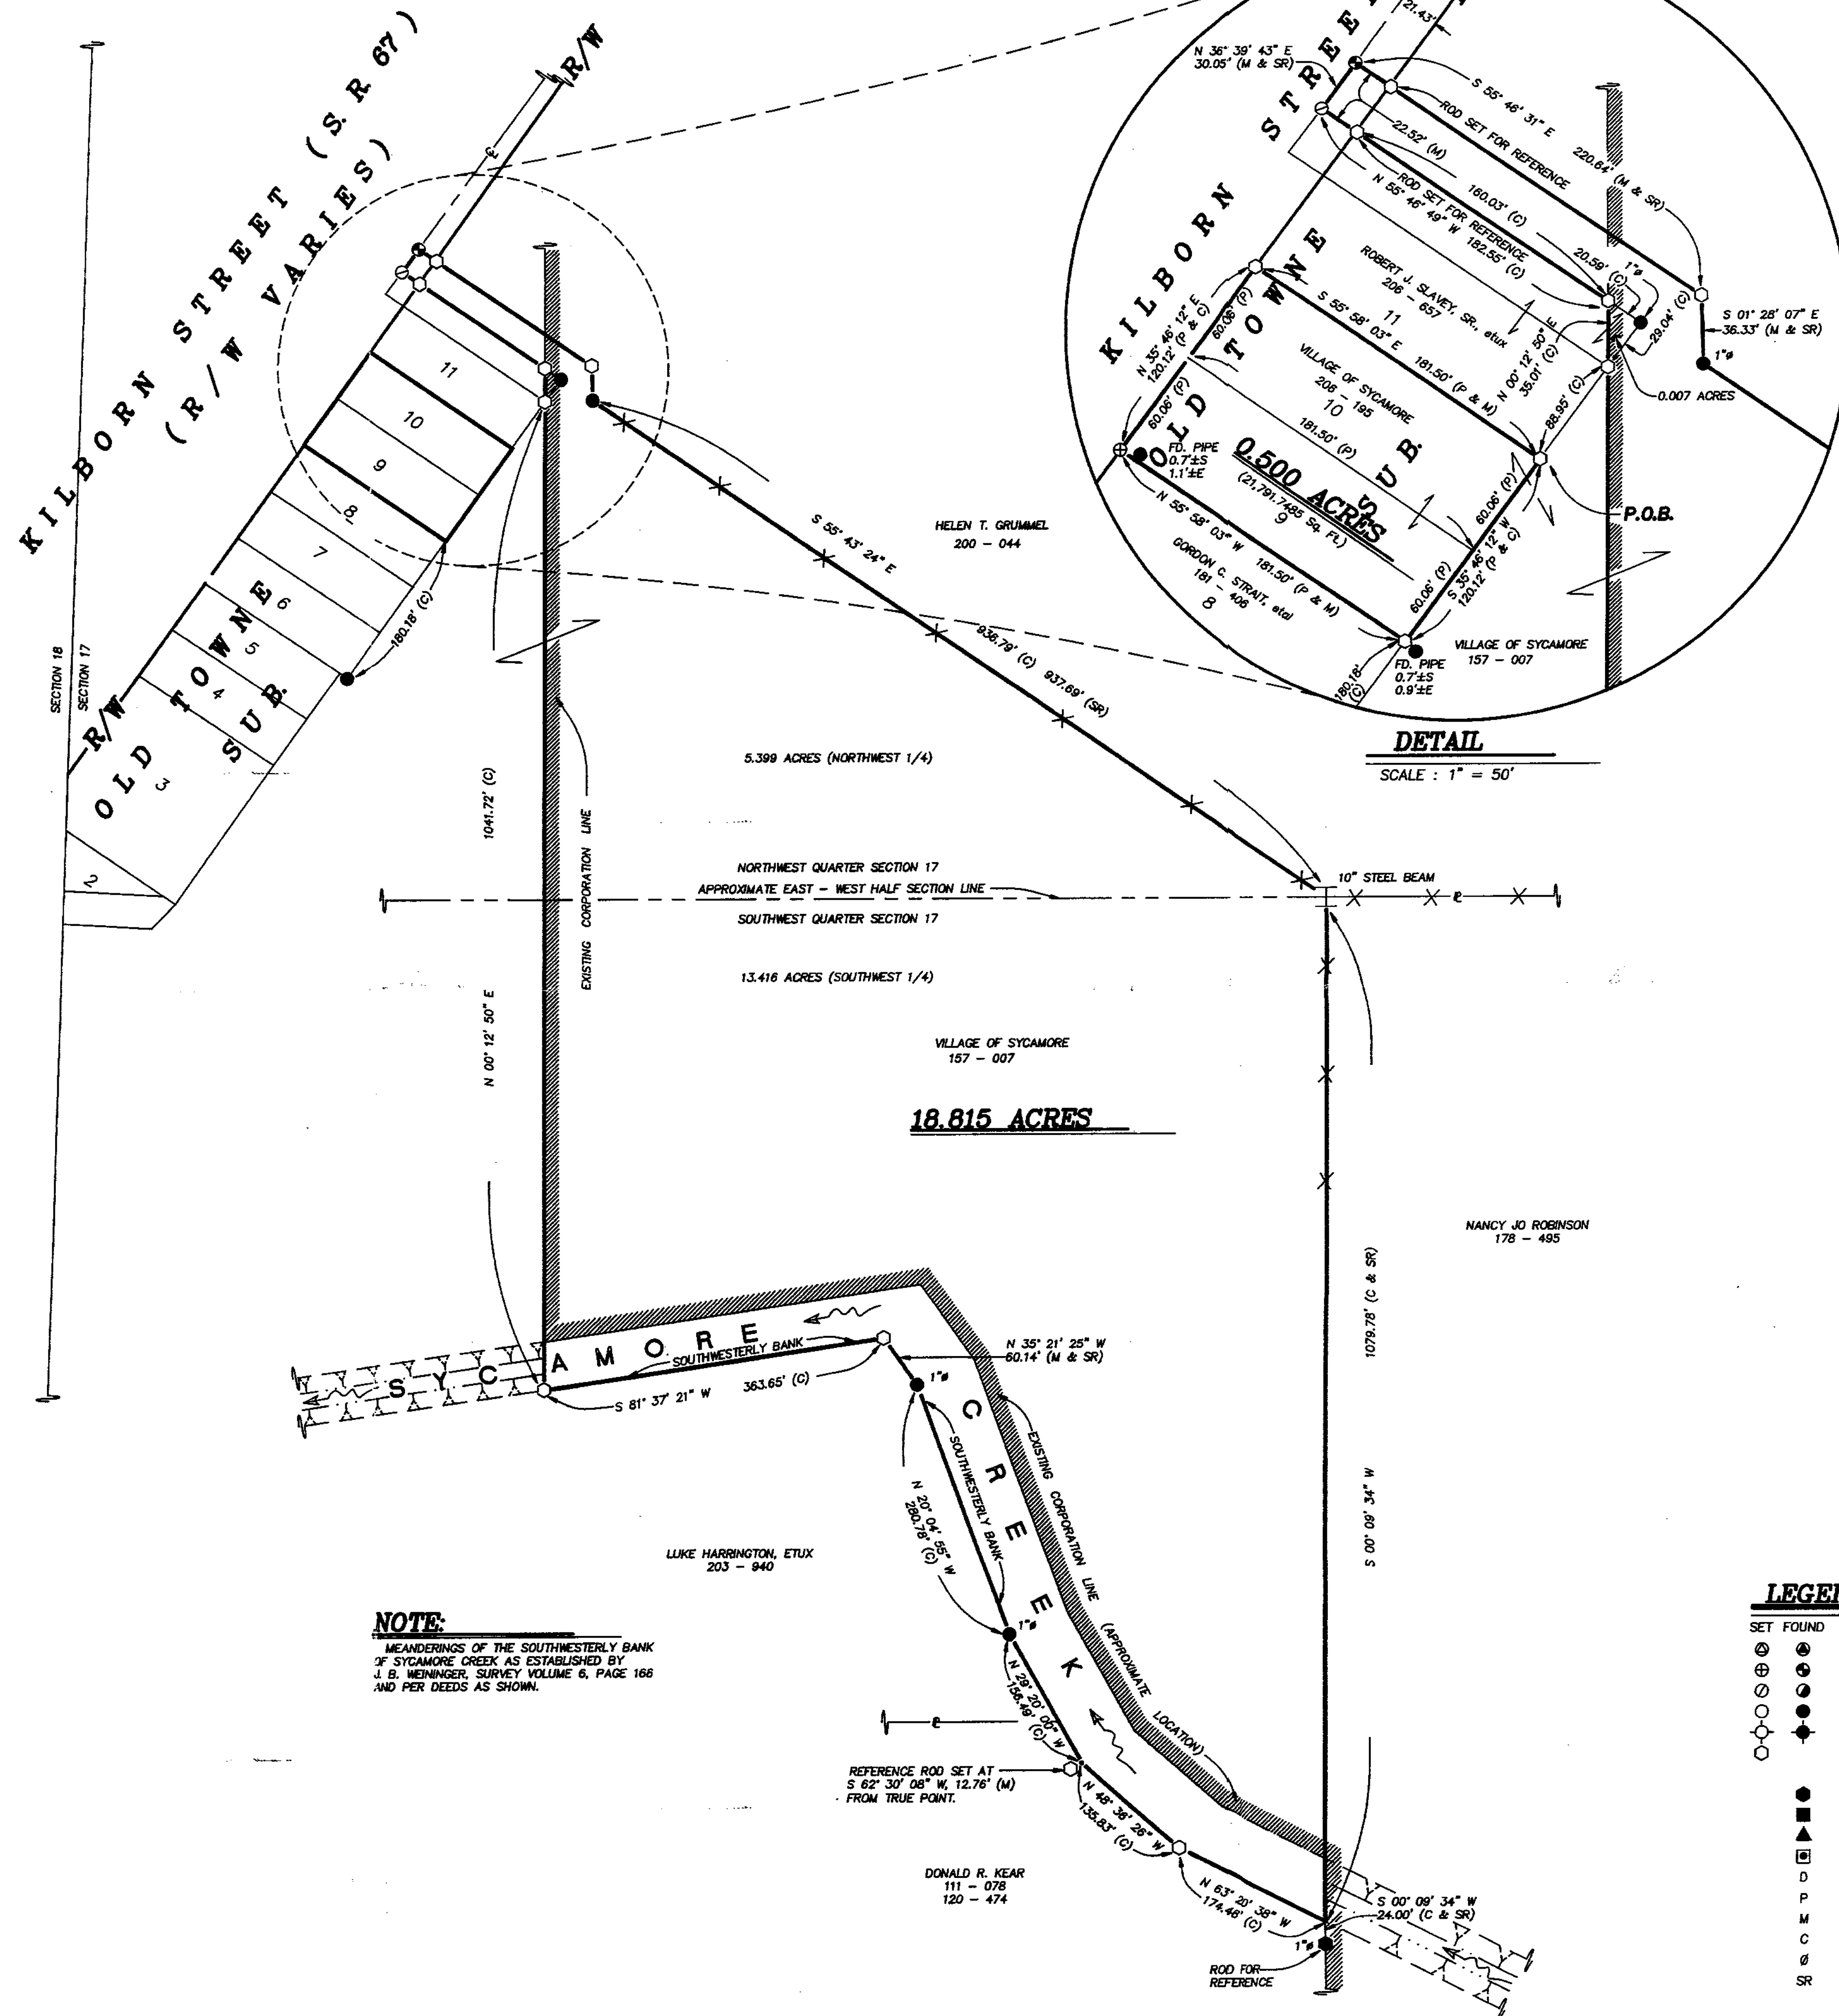 KILBORN STREET (S. R. 67)
(R/W VARIES)
R/W
SECTION 18
SECTION 17
11
10
9
8
7
6
5
4
3
2
R/W
OLD TOWNE
SUB.
180.18' (C)
HELEN T. GRUMMEL
200 - 044
S 55° 43' 24" E
936.79' (C) 937.69' (SR)
5.399 ACRES (NORTHWEST 1/4)
NORTHWEST QUARTER SECTION 17
APPROXIMATE EAST - WEST HALF SECTION LINE
SOUTHWEST QUARTER SECTION 17
10" STEEL BEAM
13.416 ACRES (SOUTHWEST 1/4)
1041.72' (C)
N 00° 12' 50" E
EXISTING CORPORATION LINE
VILLAGE OF SYCAMORE
157 - 007
18.815 ACRES
NANCY JO ROBINSON
178 - 495
1079.78' (C & SR)
S 00° 09' 34" W
SYCAMORE
SOUTHWESTERLY BANK
S 81° 37' 21" W 363.65' (C)
N 35° 21' 25" W
60.14' (M & SR)
1"ø
CREEK
SOUTHWESTERLY BANK
EXISTING CORPORATION LINE (APPROXIMATE LOCATION)
N 20° 04' 55" W
280.78' (C)
1"ø
LUKE HARRINGTON, ETUX
203 - 940
NOTE:
MEANDERINGS OF THE SOUTHWESTERLY BANK
OF SYCAMORE CREEK AS ESTABLISHED BY
J. B. WEININGER, SURVEY VOLUME 6, PAGE 166
AND PER DEEDS AS SHOWN.
N 29° 20' 00" W
156.49' (C)
REFERENCE ROD SET AT
S 62° 30' 08" W, 12.76' (M)
FROM TRUE POINT.
N 48° 36' 26" W
135.83' (C)
DONALD R. KEAR
111 - 078
120 - 474
N 63° 20' 38" W
174.46' (C)
S 00° 09' 34" W
24.00' (C & SR)
1"ø
ROD FOR
REFERENCE
21.43'
N 36° 39' 43" E
30.05' (M & SR)
KILBORN STREET
S 55° 46' 31" E 220.64' (M & SR)
ROD SET FOR REFERENCE
22.52' (M)
160.03' (C)
ROD SET FOR REFERENCE
N 55° 46' 49" W 182.55' (C)
20.59' (C)
1"ø
29.04' (C)
S 01° 28' 07" E
36.33' (M & SR)
1"ø
ROBERT J. SLAVEY, SR., etux
206 - 657
11
N 00° 12' 50" E
35.01' (C)
0.007 ACRES
88.95' (C)
OLD TOWNE SUB.
N 35° 46' 12" E
120.12' (P & C)
60.06' (P)
60.06' (P)
S 55° 58' 03" E 181.50' (P & M)
VILLAGE OF SYCAMORE
208 - 195
10
181.50' (P)
0.500 ACRES
(21,791.7485 Sq. Ft.)
9
FD. PIPE
0.7'±S
1.1'±E
N 55° 58' 03" W 181.50' (P & M)
GORDON C. STRAIT, etal
181 - 406
8
60.06' (P)
60.06' (P)
S 35° 46' 12" W
120.12' (P & C)
P.O.B.
VILLAGE OF SYCAMORE
157 - 007
FD. PIPE
0.7'±S
0.9'±E
180.18'
(C)
DETAIL
SCALE : 1" = 50'
SET FOUND
D
P
M
C
Ø
SR